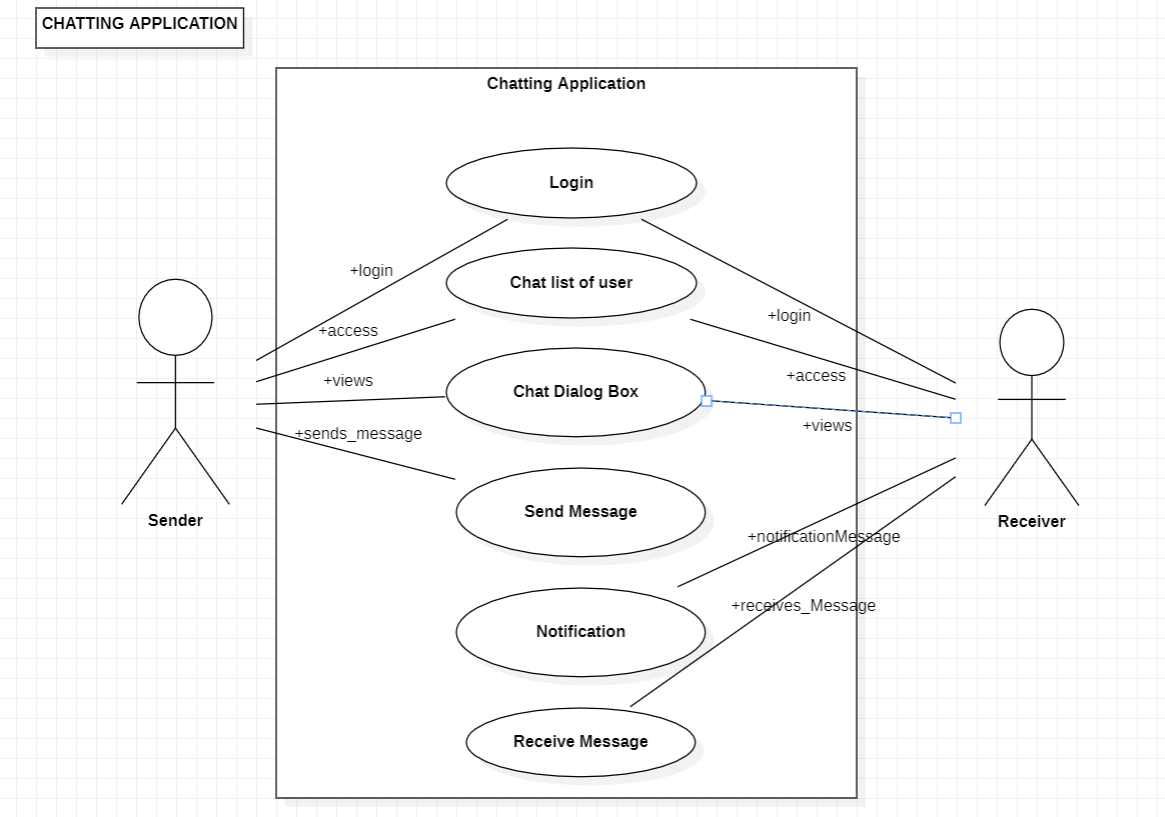 CHATTING APPLICATION
Chatting Application
Login
+login
Chat list of user
+login
+access
+access
+views
Chat Dialog Box
+views
+sends_message
Send Message
Sender
Receiver
+notificationMessage
+receives_Message
Notification
Receive Message